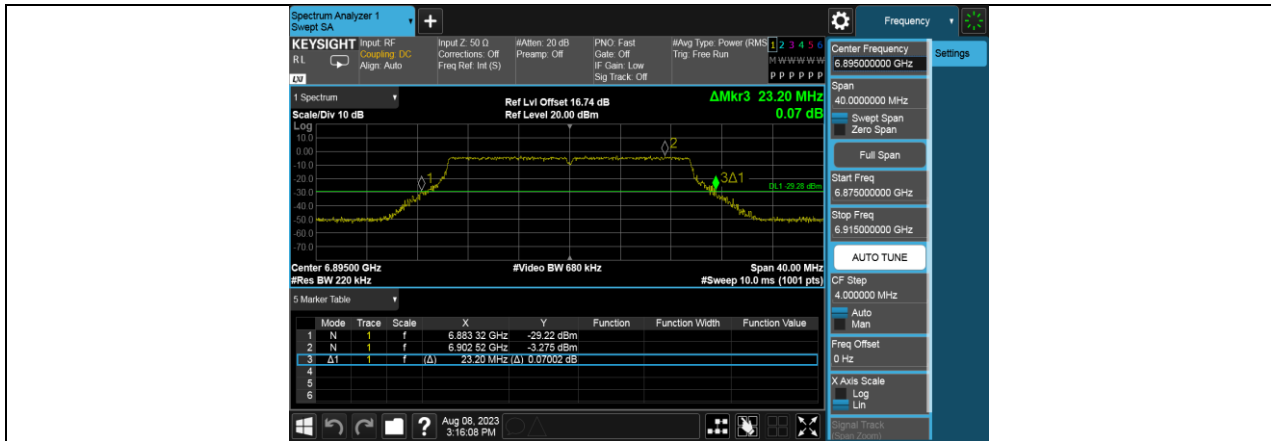 Spectrum Analyzer 1
Swept SA
Frequency
KEYSIGHT
RL
LXI
Input: RF
Coupling: DC
Align: Auto
Input Z: 50 Ω
Corrections: Off
Freq Ref: Int (S)
#Atten: 20 dB
Preamp: Off
PNO: Fast
Gate: Off
IF Gain: Low
Sig Track: Off
#Avg Type: Power (RMS
Trig: Free Run
1 2 3 4 5 6
M W W W W W
P P P P P P
1 Spectrum
Scale/Div 10 dB
Ref Lvl Offset 16.74 dB
Ref Level 20.00 dBm
ΔMkr3 23.20 MHz
0.07 dB
Log
10.0
0.00
-10.0
-20.0
-30.0
-40.0
-50.0
-60.0
-70.0
1
2
3Δ1
DL1 -29.28 dBm
Center 6.89500 GHz
#Res BW 220 kHz
#Video BW 680 kHz
Span 40.00 MHz
#Sweep 10.0 ms (1001 pts)
5 Marker Table
Mode Trace Scale X Y Function Function Width Function Value
1 N 1 f 6.883 32 GHz -29.22 dBm
2 N 1 f 6.902 52 GHz -3.275 dBm
3 Δ1 1 f (Δ) 23.20 MHz (Δ) 0.07002 dB
4
5
6
Aug 08, 2023
3:16:08 PM
Center Frequency
6.895000000 GHz
Settings
Span
40.0000000 MHz
Swept Span
Zero Span
Full Span
Start Freq
6.875000000 GHz
Stop Freq
6.915000000 GHz
AUTO TUNE
CF Step
4.000000 MHz
Auto
Man
Freq Offset
0 Hz
X Axis Scale
Log
Lin
Signal Track
(Span Zoom)